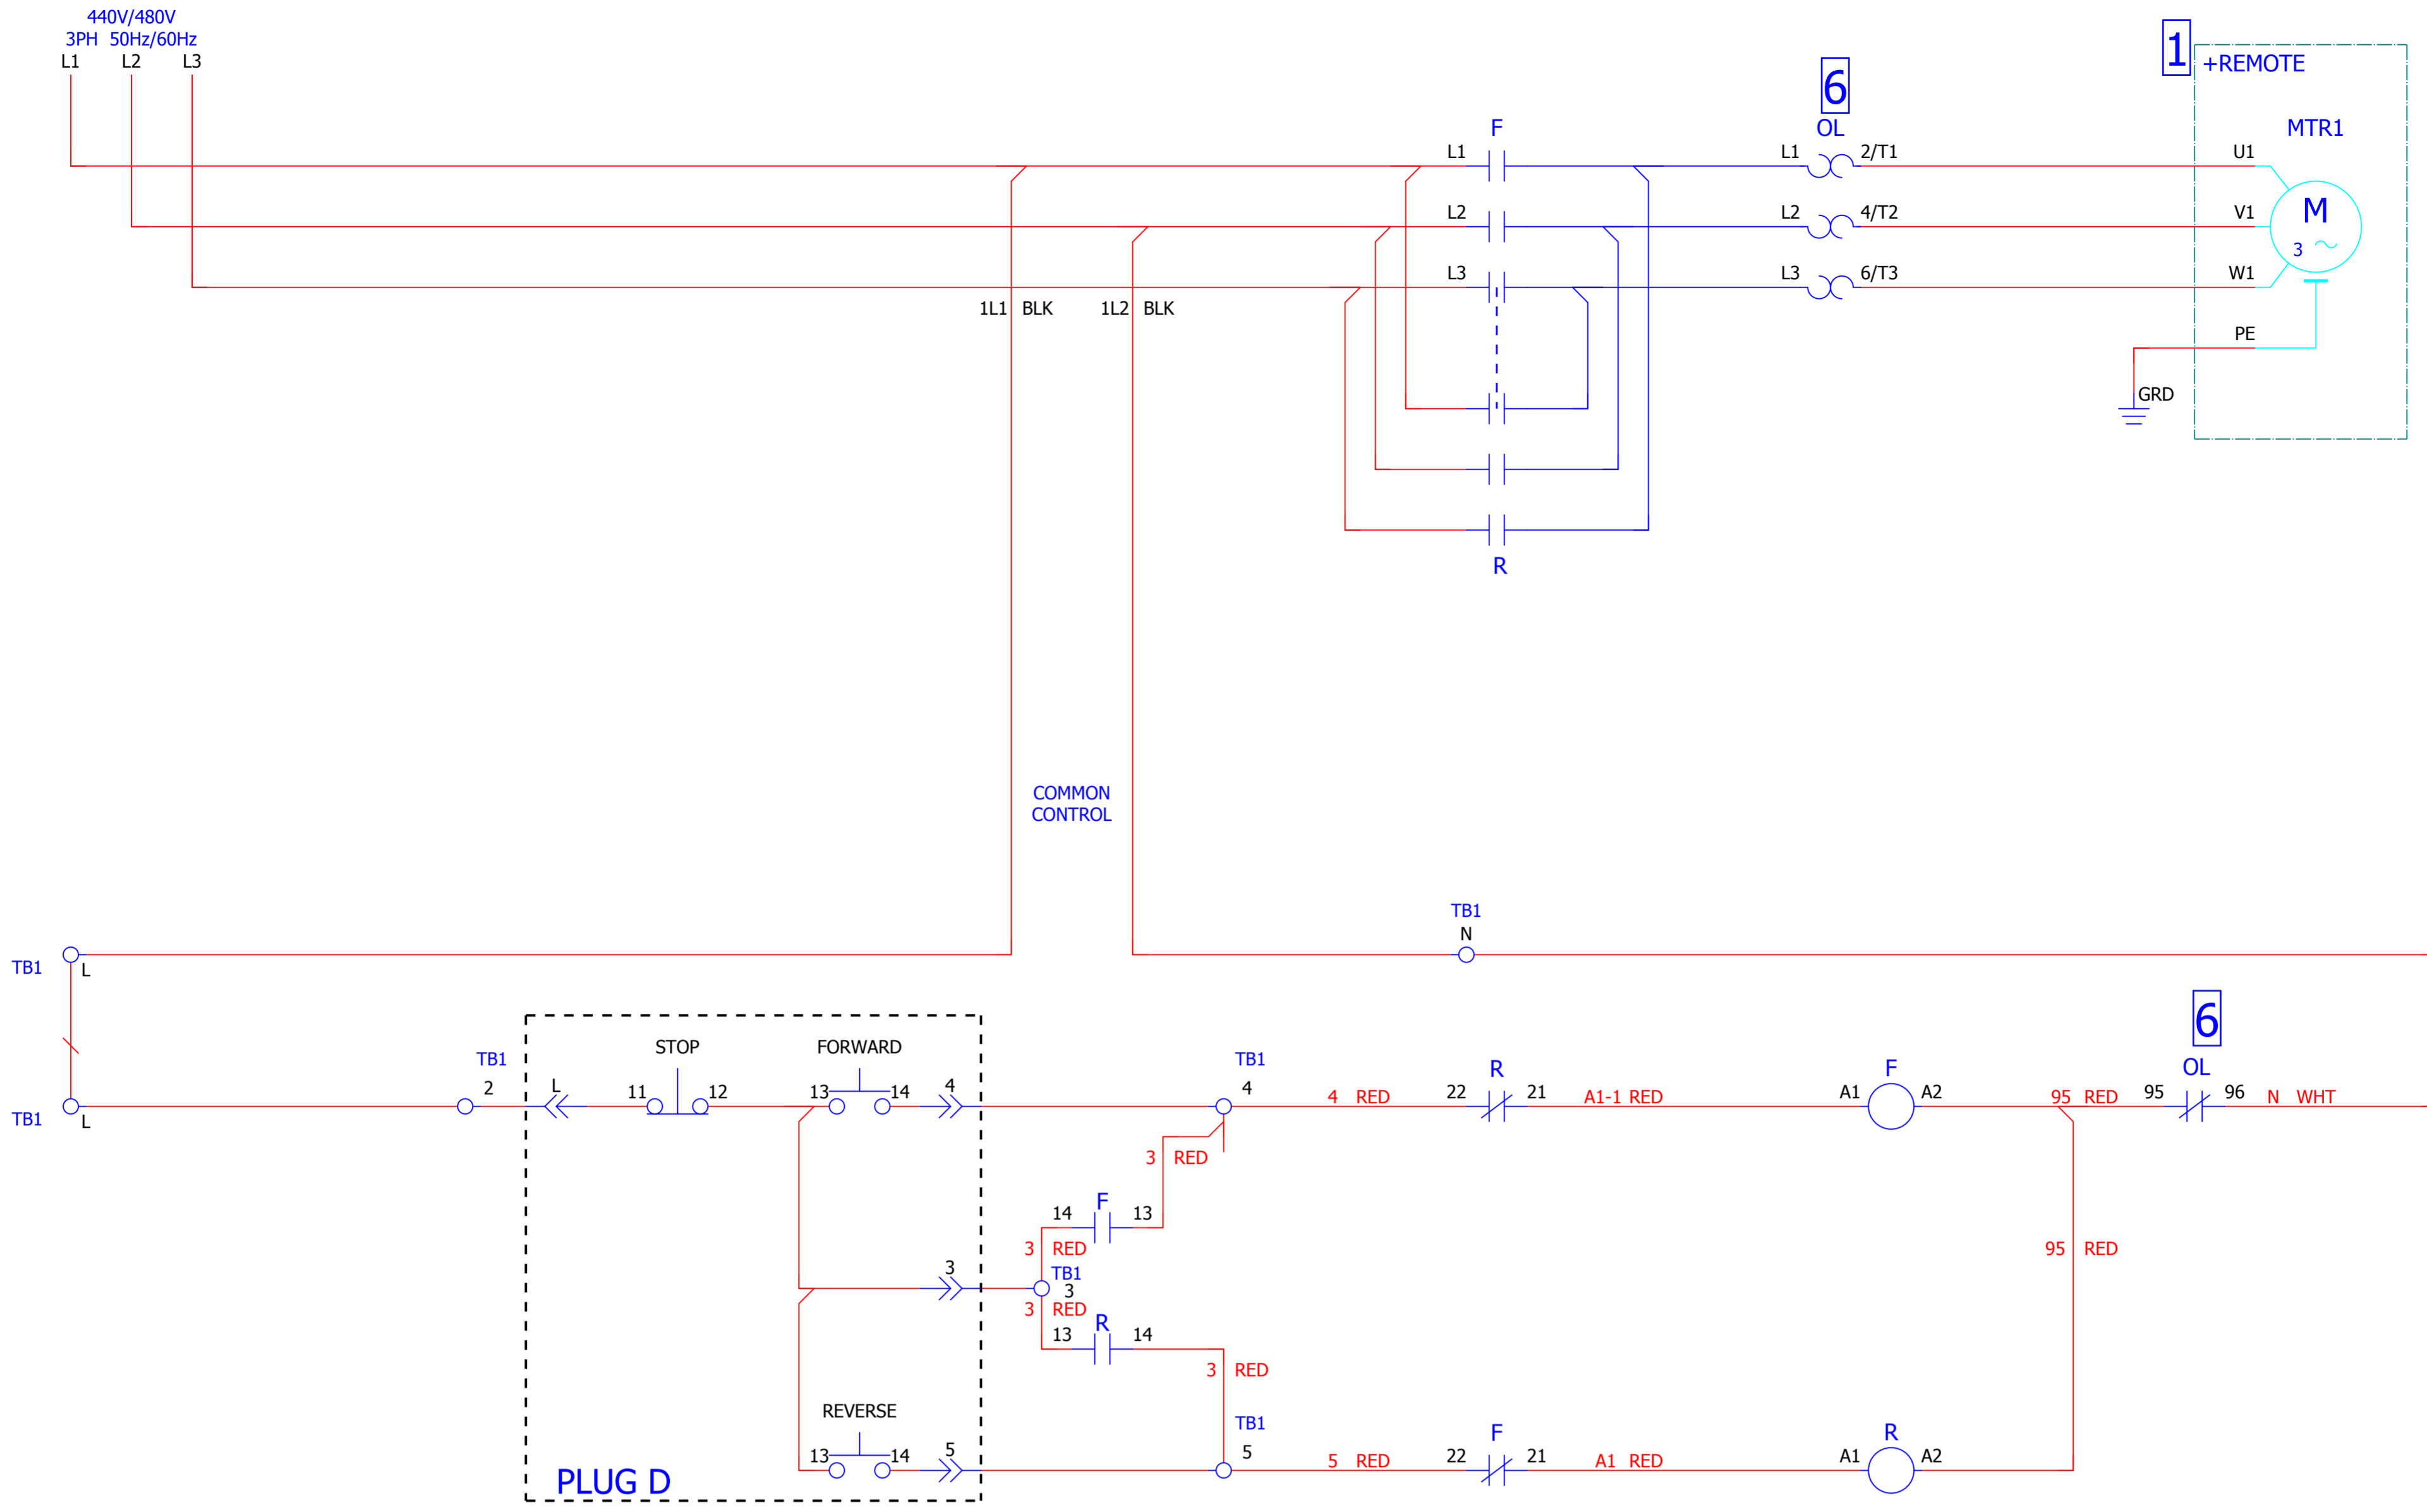 440V/480V
3PH 50Hz/60Hz
L1 L2 L3
6
1
+REMOTE
F
OL
MTR1
L1 L1 2/T1 U1
M
3
L2 L2 4/T2 V1
L3 L3 6/T3 W1
1L1 BLK 1L2 BLK
PE
GRD
R
COMMON
CONTROL
TB1
N
TB1 L
6
STOP FORWARD
TB1 TB1 R F OL
2 L 11 12 13 14 4 4
4 RED 22 21 A1-1 RED A1 A2 95 RED 95 96 N WHT
TB1 L
3 RED
F
14 13
3 RED
95 RED
3
TB1
3
3 RED
R
13 14
3 RED
REVERSE
TB1
F
R
13 14 5 5
5 RED 22 21 A1 RED A1 A2
PLUG D